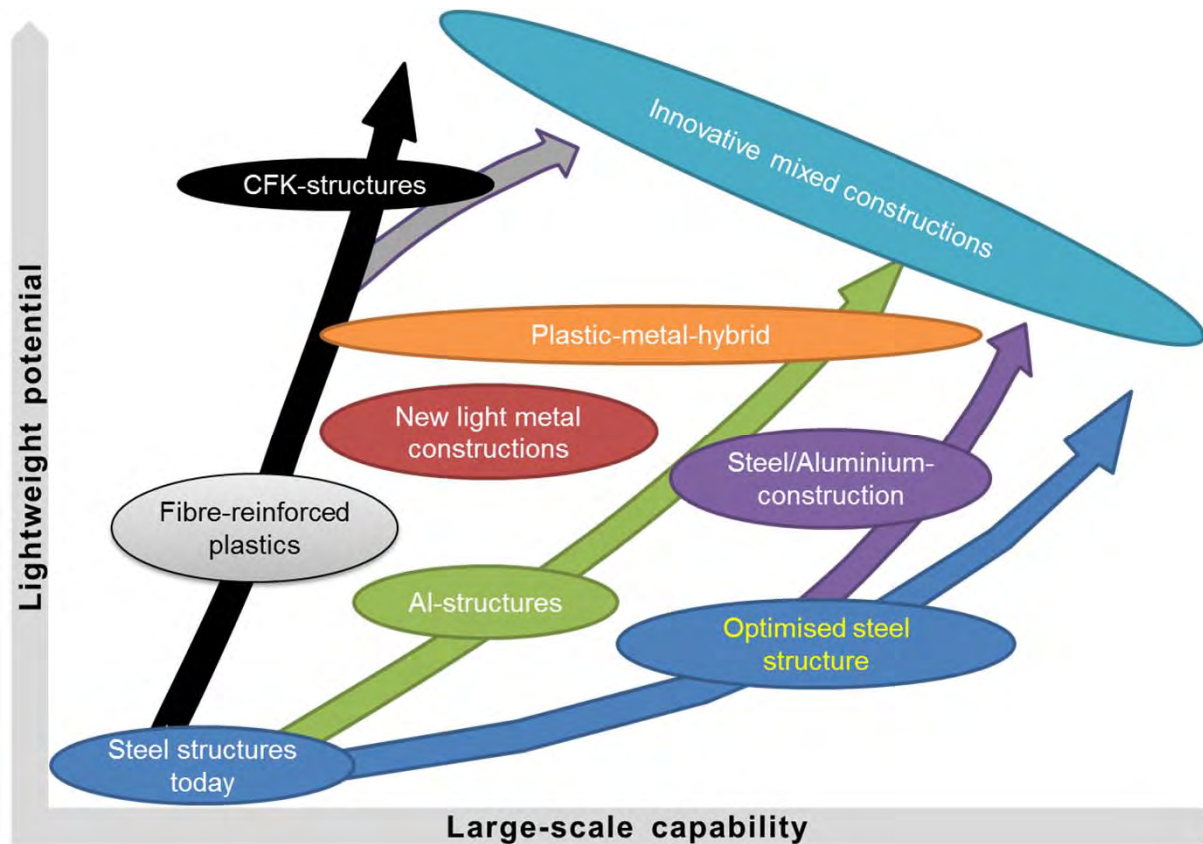 Lightweight potential
CFK-structures
Innovative mixed constructions
Plastic-metal-hybrid
New light metal
constructions
Steel/Aluminium-
construction
Fibre-reinforced
plastics
Al-structures
Optimised steel
structure
Steel structures
today
Large-scale capability